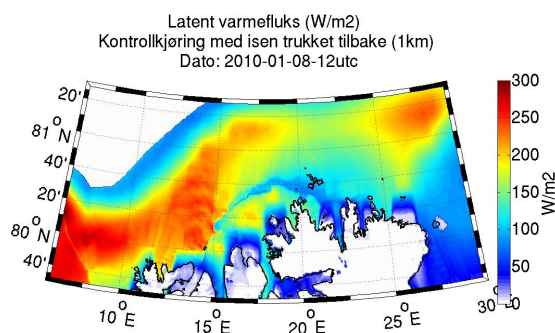 Latent varmefluks (W/m2)
Kontrollkjøring med isen trukket tilbake (1km)
Dato: 2010-01-08-12utc
20'
81° N
40'
20'
80° N
40'
10° E
15° E
20° E
25° E
30° E
300
250
200
150
100
50
0
W/m2